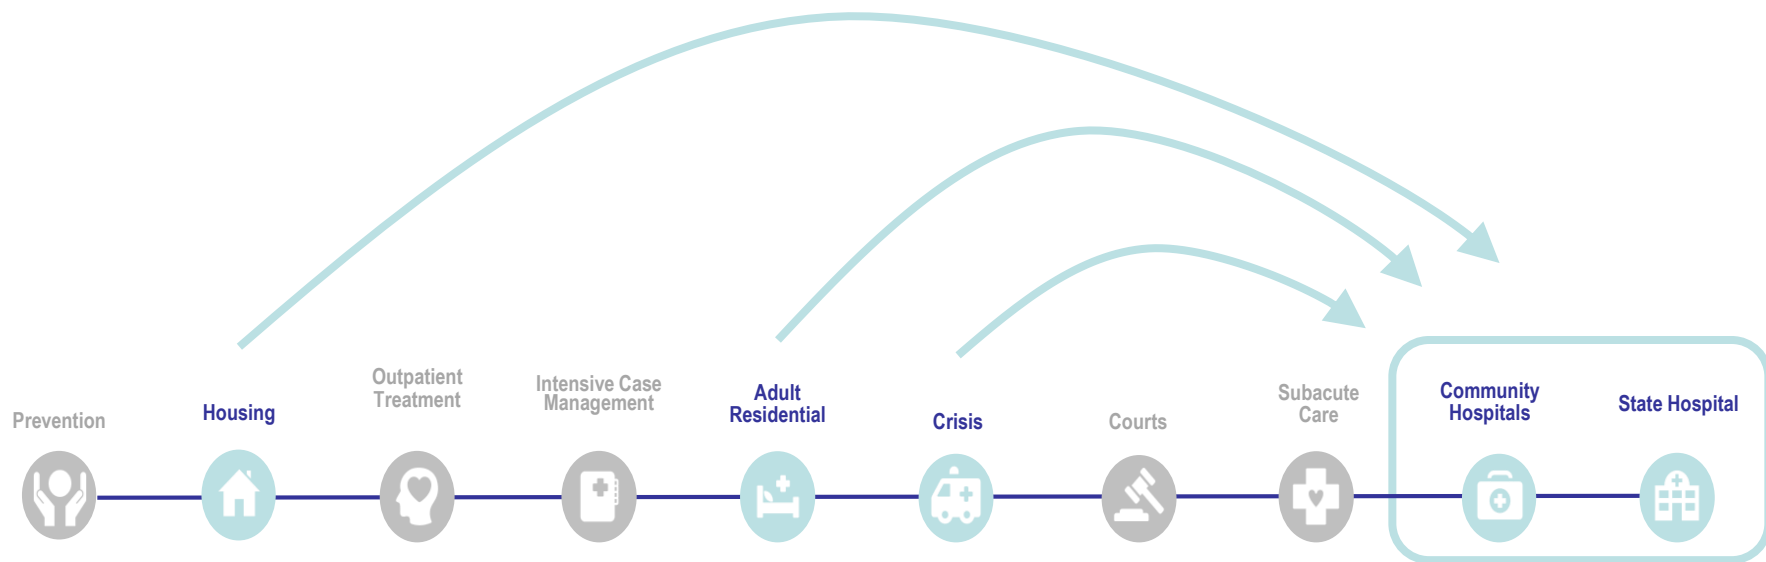 Prevention
Housing
Outpatient
Treatment
Intensive Case
Management
Adult
Residential
Crisis
Courts
Subacute
Care
Community
Hospitals
State Hospital